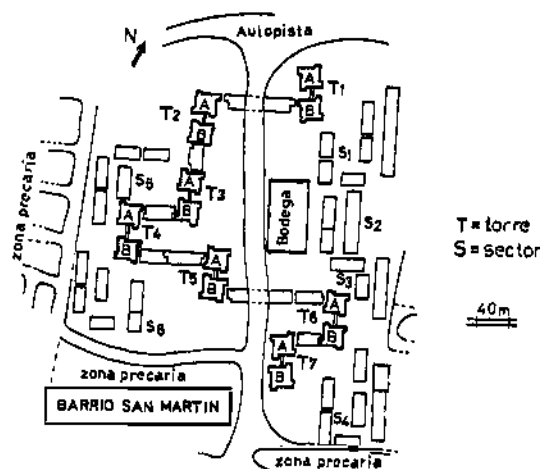 Autopista
N
A
T1
B
A
T2
B
S1
zona precaria
S5
A
T3
B
Bodega
S2
T = torre
S = sector
A
T4
B
A
T5
B
S3
40m
A
T6
B
A
T7
B
S6
zona precaria
BARRIO SAN MARTIN
S4
zona precaria